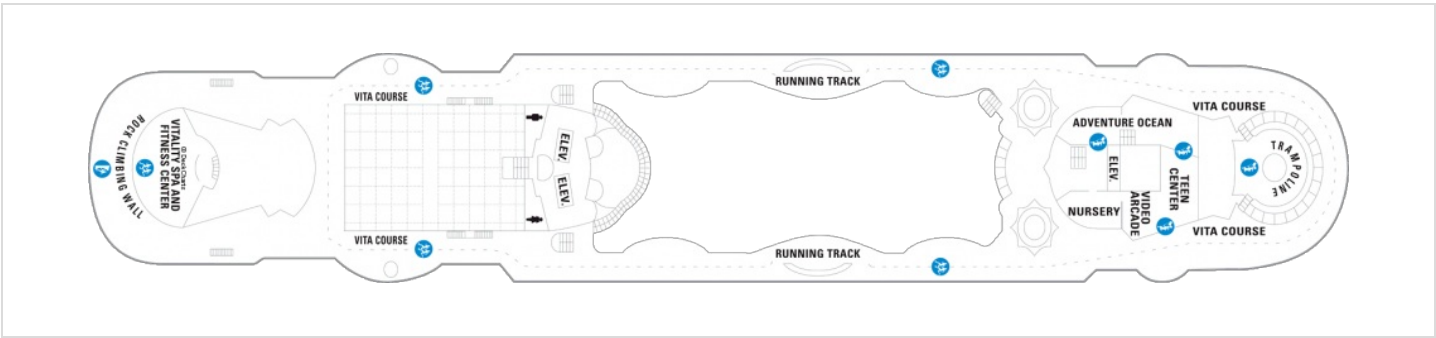 RUNNING TRACK
VITA COURSE
VITA COURSE
ADVENTURE OCEAN
ROCK CLIMBING WALL
VITALITY SPA AND
FITNESS CENTER
© DeckChartz
ELEV.
ELEV.
ELEV.
TEEN
CENTER
TRAMPOLINE
NURSERY
VIDEO
ARCADE
VITA COURSE
VITA COURSE
RUNNING TRACK